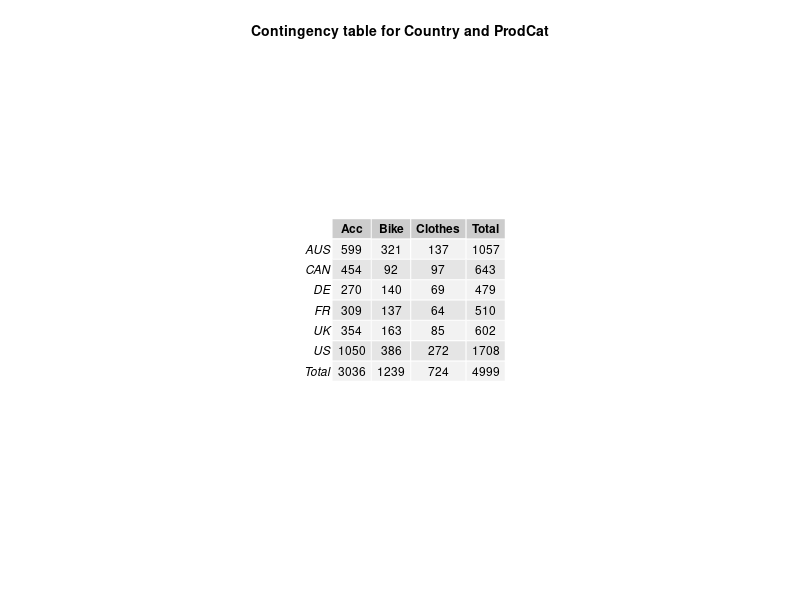 Contingency table for Country and ProdCat
Acc Bike Clothes Total
AUS 599 321 137 1057
CAN 454 92 97 643
DE 270 140 69 479
FR 309 137 64 510
UK 354 163 85 602
US 1050 386 272 1708
Total 3036 1239 724 4999